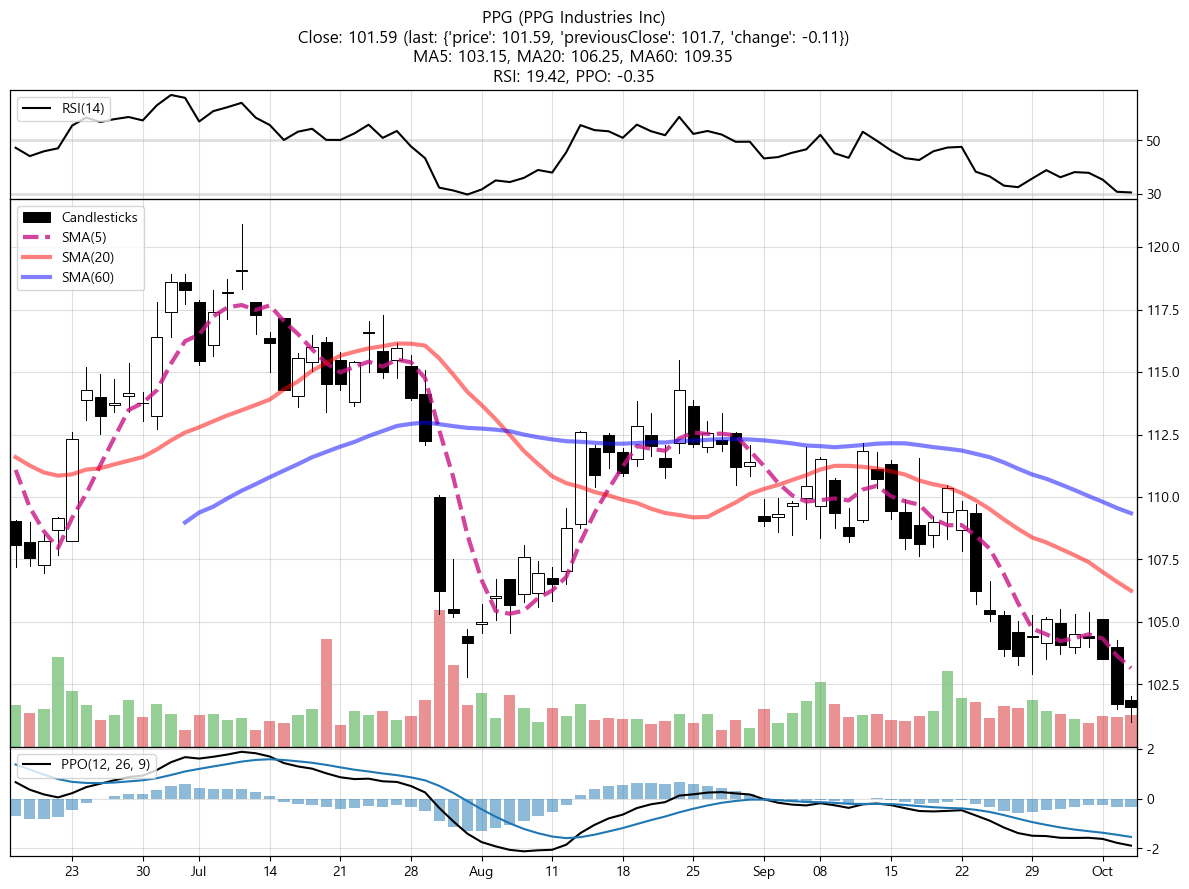 PPG (PPG Industries Inc)
Close: 101.59 (last: {'price': 101.59, 'previousClose': 101.7, 'change': -0.11})
MA5: 103.15, MA20: 106.25, MA60: 109.35
RSI: 19.42, PPO: -0.35
RSI(14)
50
30
Candlesticks
SMA(5)
SMA(20)
SMA(60)
120.0
117.5
115.0
112.5
110.0
107.5
105.0
102.5
PPO(12, 26, 9)
2
0
-2
23 30 Jul 14 21 28 Aug 11 18 25 Sep 08 15 22 29 Oct